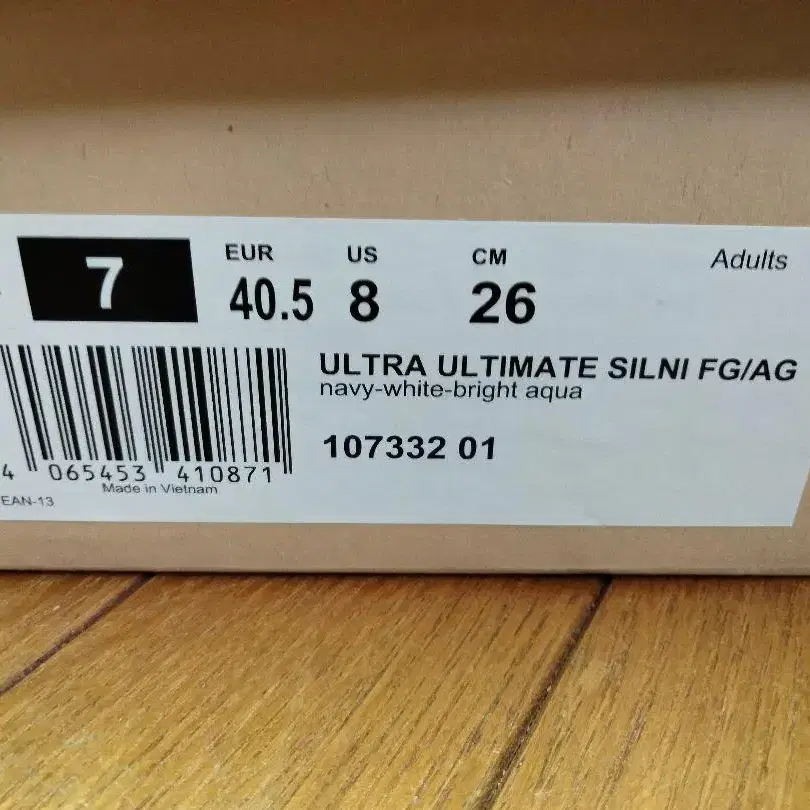 EUR US CM Adults
7 40.5 8 26
ULTRA ULTIMATE SILNI FG/AG
navy-white-bright aqua
107332 01
4 065453 410871
Made in Vietnam
EAN-13